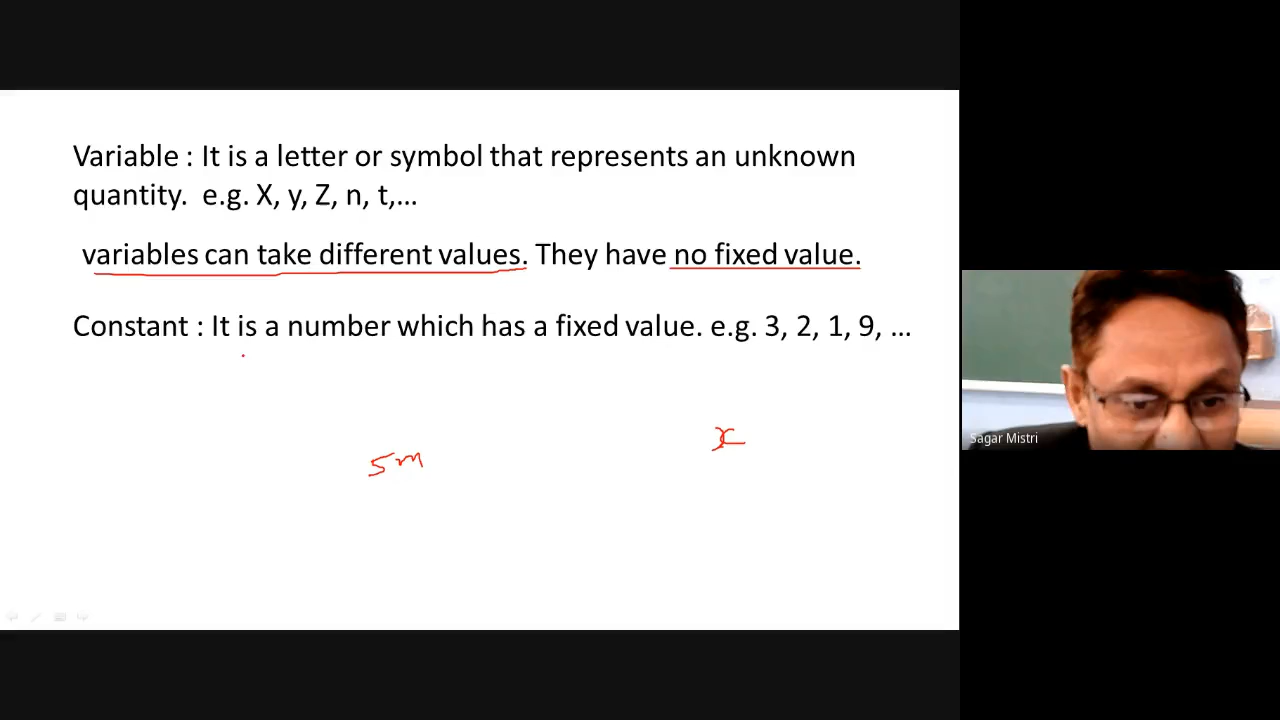 Variable : It is a letter or symbol that represents an unknown
quantity. e.g. X, y, Z, n, t,...
variables can take different values. They have no fixed value.
Constant : It is a number which has a fixed value. e.g. 3, 2, 1, 9, ...
x
5m
Sagar Mistri